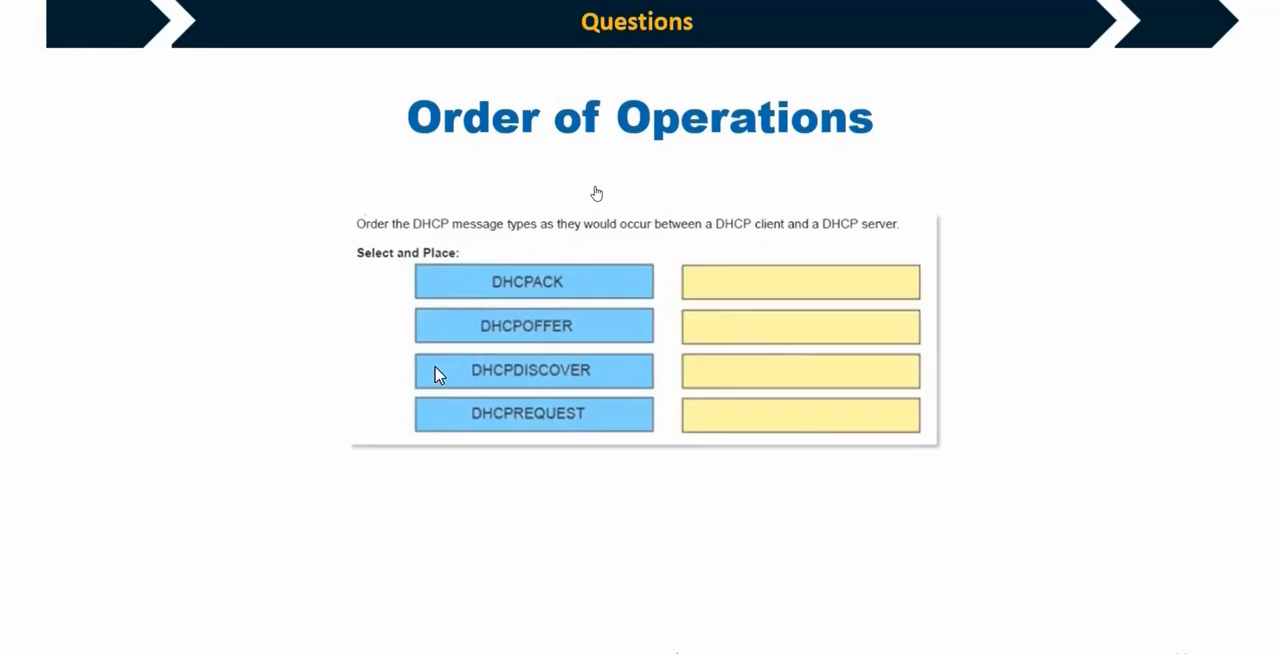 Questions
Order of Operations
Order the DHCP message types as they would occur between a DHCP client and a DHCP server.
Select and Place:
DHCPACK
DHCPOFFER
DHCPDISCOVER
DHCPREQUEST